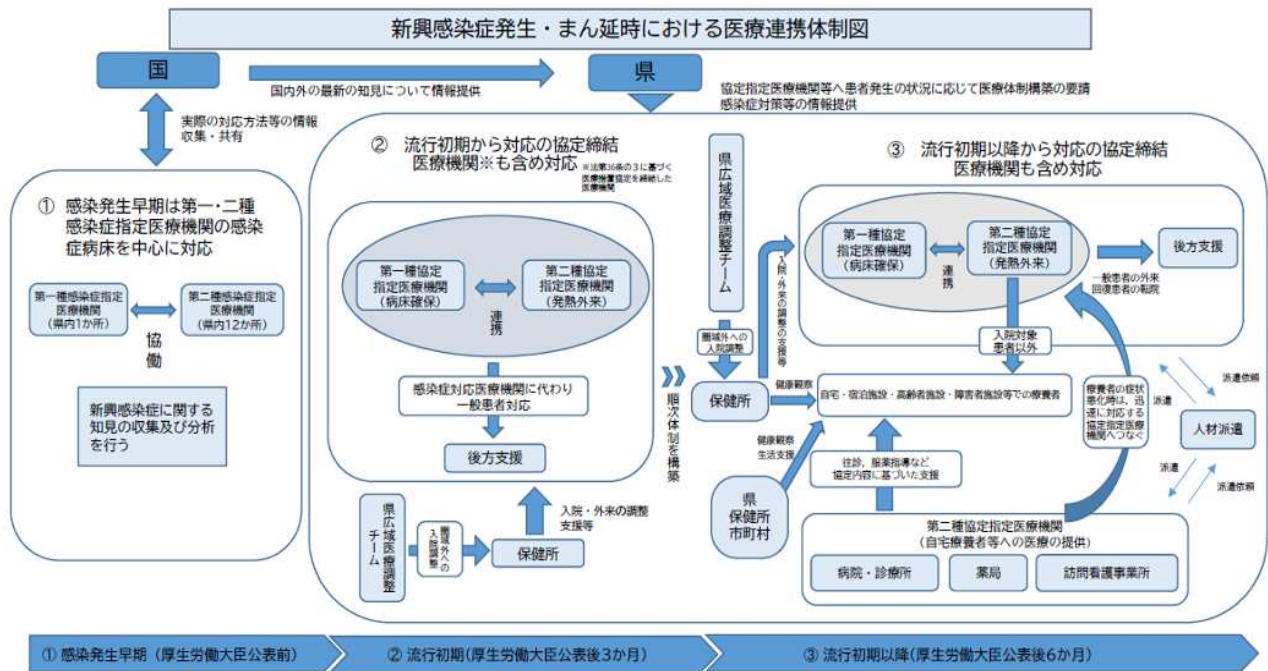 新興感染症発生・まん延時における医療連携体制図
国
県
国内外の最新の知見について情報提供
協定指定医療機関等へ患者発生の状況に応じて医療体制構築の要請
感染症対策等の情報提供
実際の対応方法等の情報
収集・共有
① 感染発生早期は第一・二種
感染症指定医療機関の感染
症病床を中心に対応
第一種感染症指定
医療機関
(県内1か所)
第二種感染症指定
医療機関
(県内12か所)
協働
新興感染症に関する
知見の収集及び分析
を行う
② 流行初期から対応の協定締結
医療機関※も含め対応
※法第36条の3に基づく
医療措置協定を締結した
医療機関
第一種協定
指定医療機関
(病床確保)
第二種協定
指定医療機関
(発熱外来)
連携
感染症対応医療機関に代わり
一般患者対応
後方支援
入院・外来の調整
支援等
県広域医療調整
チーム
圏域外への
入院調整
保健所
順次体制を構築
県広域医療調整チーム
圏域外への
入院調整
保健所
入院・外来の調整の支援等
健康観察
健康観察
生活支援
県
保健所
市町村
③ 流行初期以降から対応の協定締結
医療機関も含め対応
第一種協定
指定医療機関
(病床確保)
第二種協定
指定医療機関
(発熱外来)
連携
後方支援
一般患者の外来
回復患者の転院
入院対象
患者以外
自宅・宿泊施設・高齢者施設・障害者施設等での療養者
療養者の症状
悪化時は、迅
速に対応する
協定指定医療
機関へつなぐ
派遣依頼
派遣
人材派遣
派遣
派遣依頼
往診、服薬指導など
協定内容に基づいた支援
第二種協定指定医療機関
(自宅療養者等への医療の提供)
病院・診療所
薬局
訪問看護事業所
① 感染発生早期（厚生労働大臣公表前）
② 流行初期(厚生労働大臣公表後3か月)
③ 流行初期以降(厚生労働大臣公表後6か月)